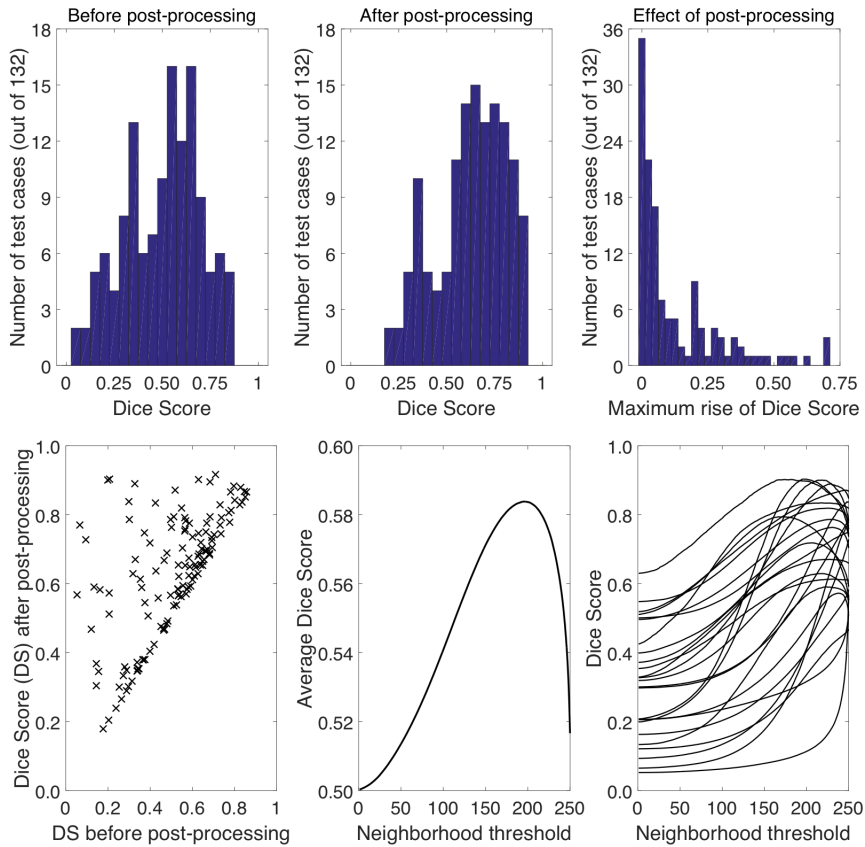 Before post-processing
Number of test cases (out of 132)
18
15
12
9
6
3
0
0 0.25 0.50 0.75 1
Dice Score
After post-processing
Number of test cases (out of 132)
18
15
12
9
6
3
0
0 0.25 0.50 0.75 1
Dice Score
Effect of post-processing
Number of test cases (out of 132)
36
30
24
18
12
6
0
0 0.25 0.50 0.75
Maximum rise of Dice Score
Dice Score (DS) after post-processing
1.0
0.8
0.6
0.4
0.2
0.0
0 0.2 0.4 0.6 0.8 1
DS before post-processing
Average Dice Score
0.60
0.58
0.56
0.54
0.52
0.50
0 50 100 150 200 250
Neighborhood threshold
Dice Score
1.0
0.8
0.6
0.4
0.2
0.0
0 50 100 150 200 250
Neighborhood threshold